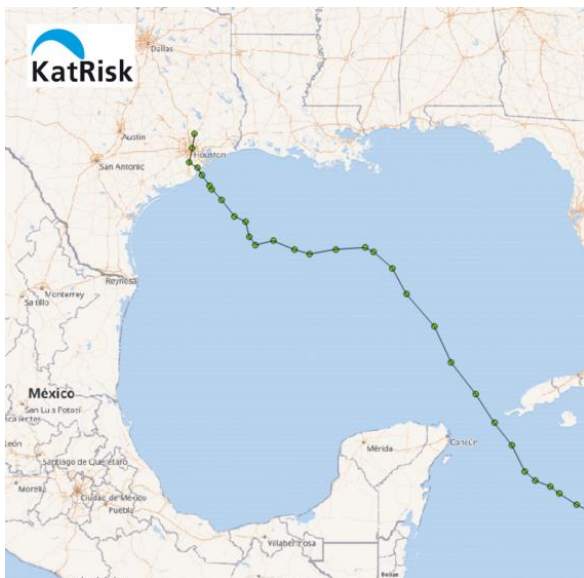 KatRisk
Dallas
Austin
Houston
San Antonio
Reynosa
Monterrey
Saltillo
México
San Luis Potosí
calientes
León
Santiago de Querétaro
Morelia
Ciudad de México
Puebla
Mérida
Cancún
Villahermosa
Belize